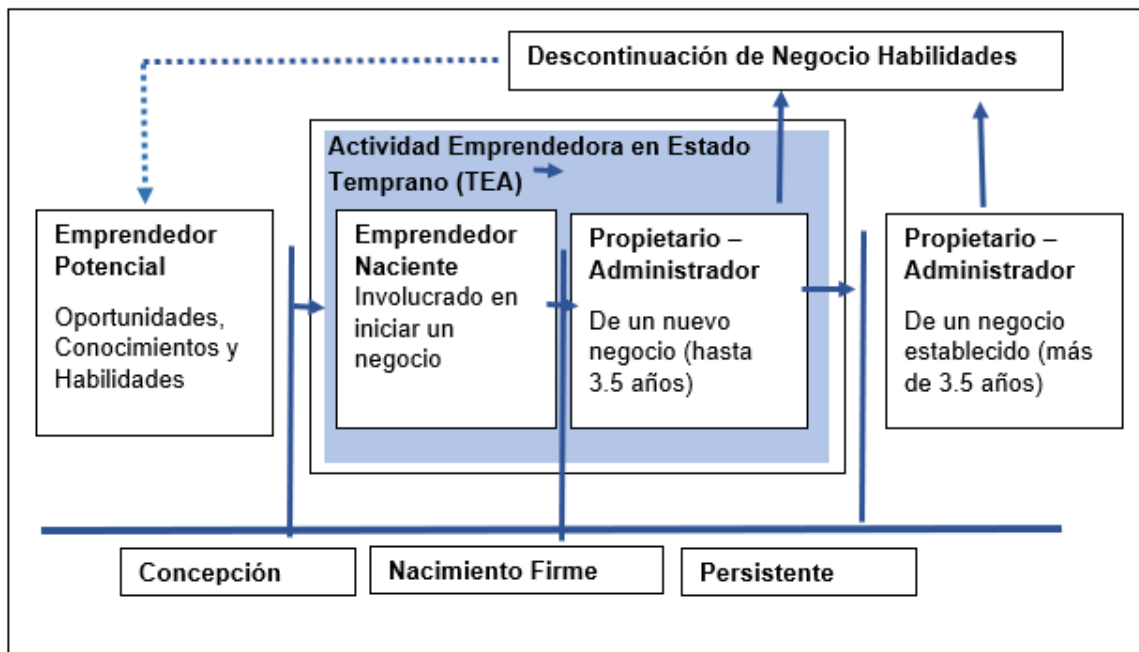 Descontinuación de Negocio Habilidades
Actividad Emprendedora en Estado
Temprano (TEA)
Emprendedor
Potencial
Oportunidades,
Conocimientos y
Habilidades
Emprendedor
Naciente
Involucrado en
iniciar un
negocio
Propietario –
Administrador
De un nuevo
negocio (hasta
3.5 años)
Propietario –
Administrador
De un negocio
establecido (más
de 3.5 años)
Concepción
Nacimiento Firme
Persistente